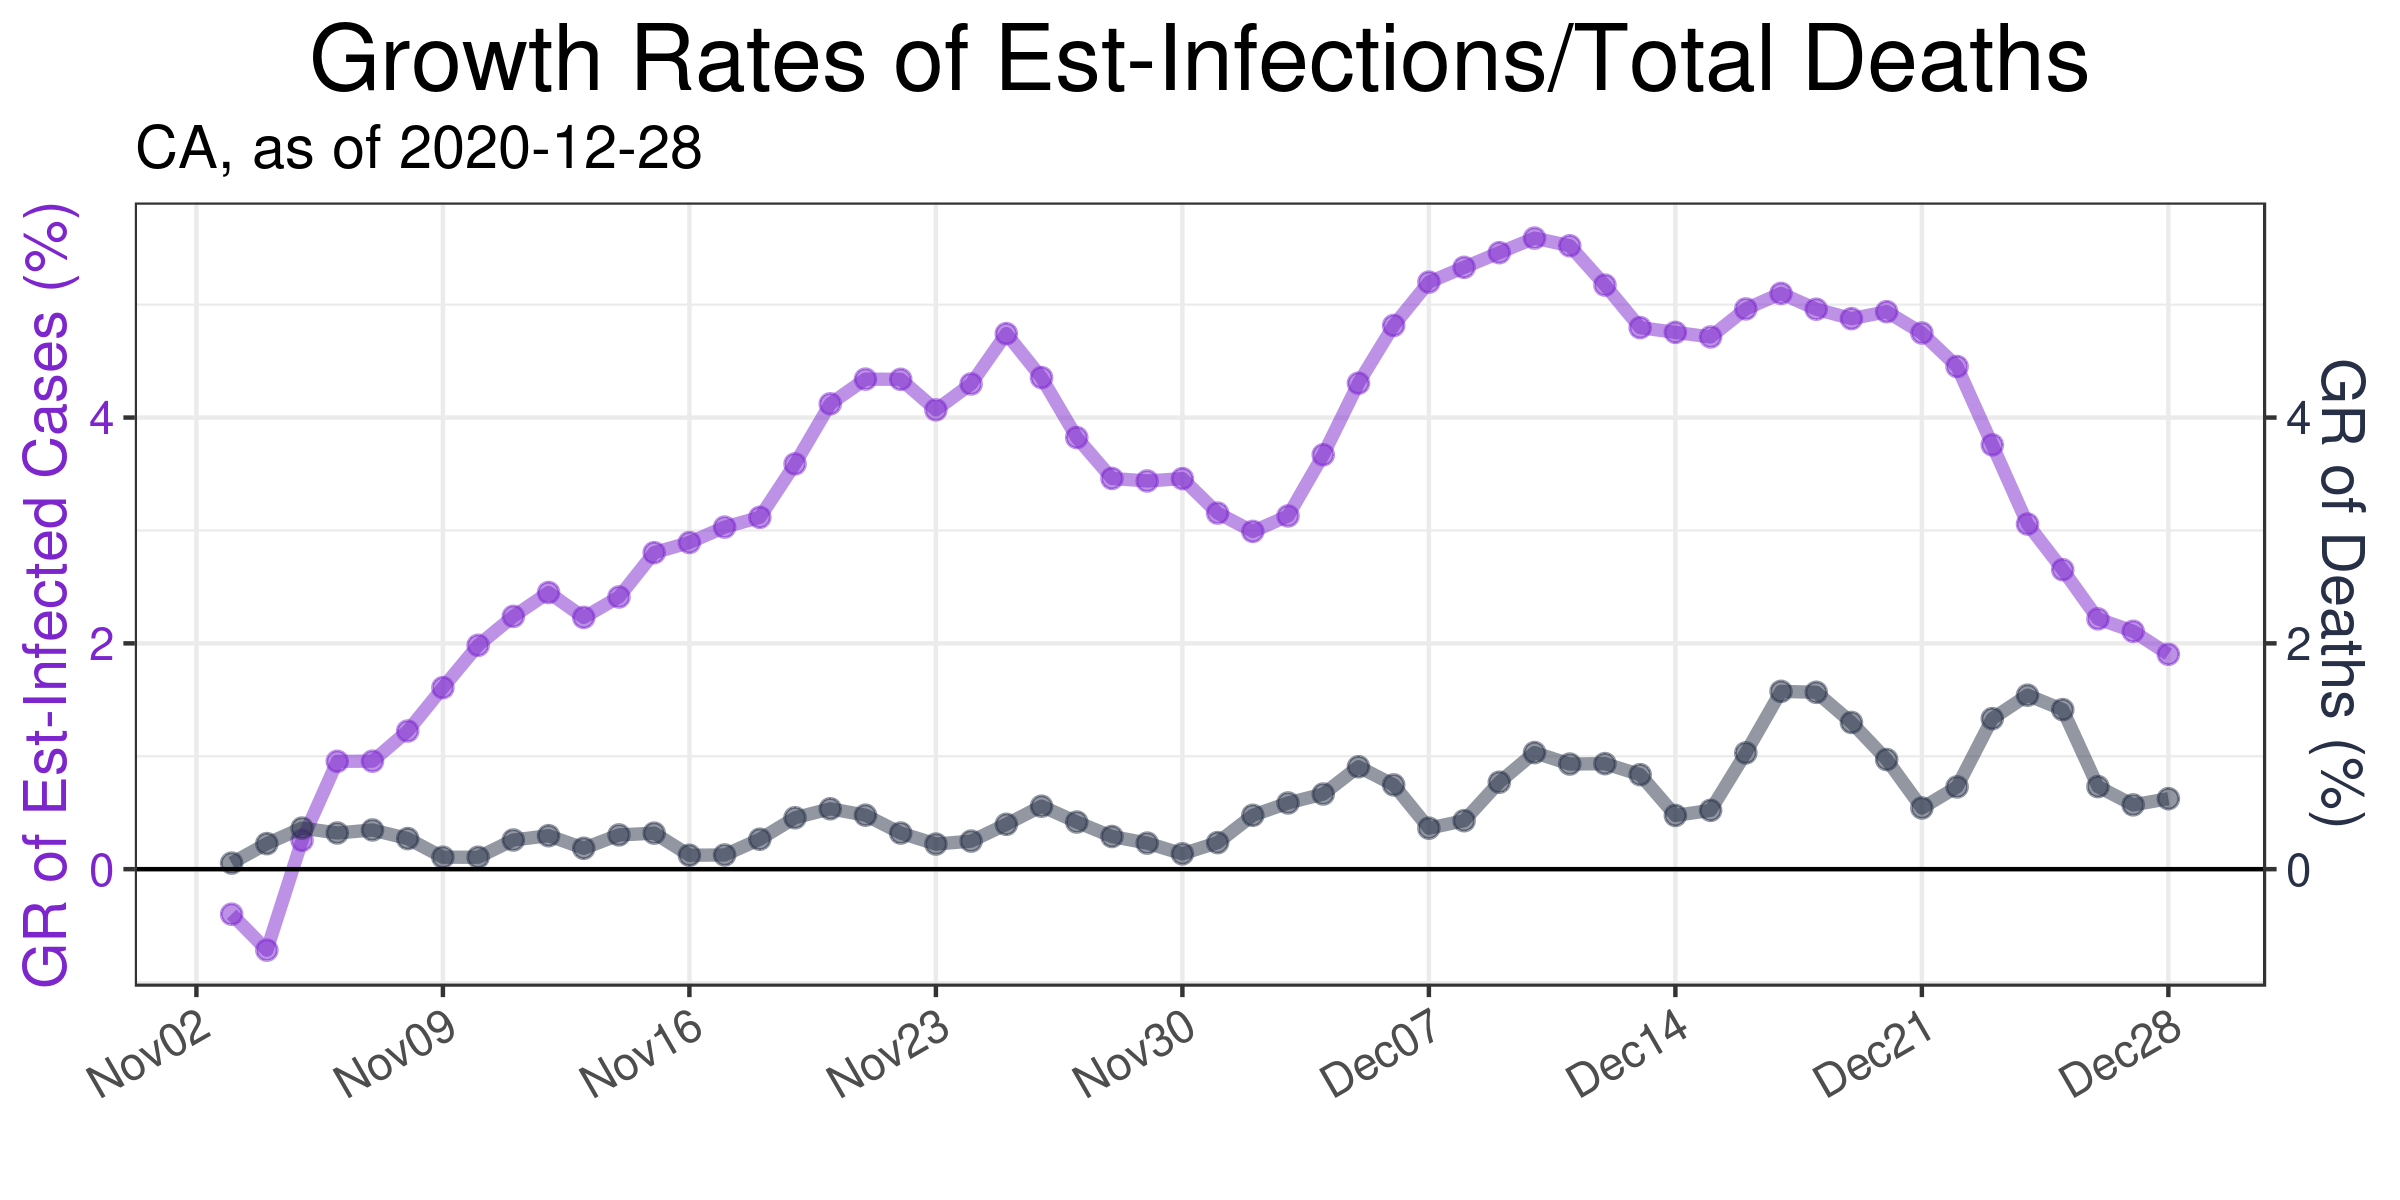 Growth Rates of Est-Infections/Total Deaths
CA, as of 2020-12-28
GR of Est-Infected Cases (%)
4
2
0
4
2
0
GR of Deaths (%)
Nov02
Nov09
Nov16
Nov23
Nov30
Dec07
Dec14
Dec21
Dec28